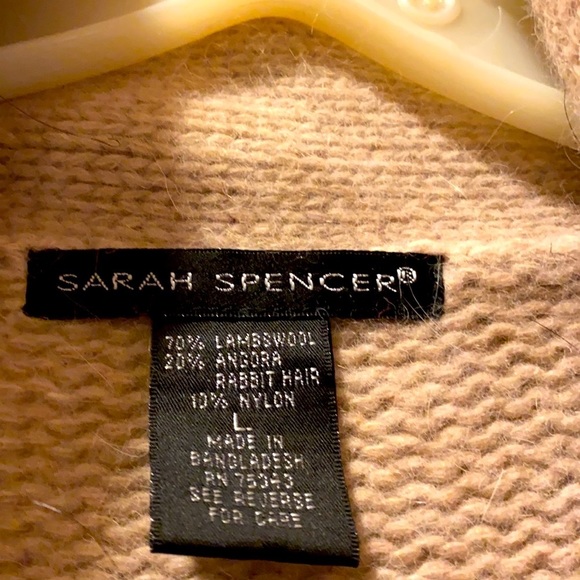 SARAH SPENCER®
70% LAMBSWOOL
20% ANGORA
RABBIT HAIR
10% NYLON
L
MADE IN
BANGLADESH
RN 75343
SEE REVERSE
FOR CARE